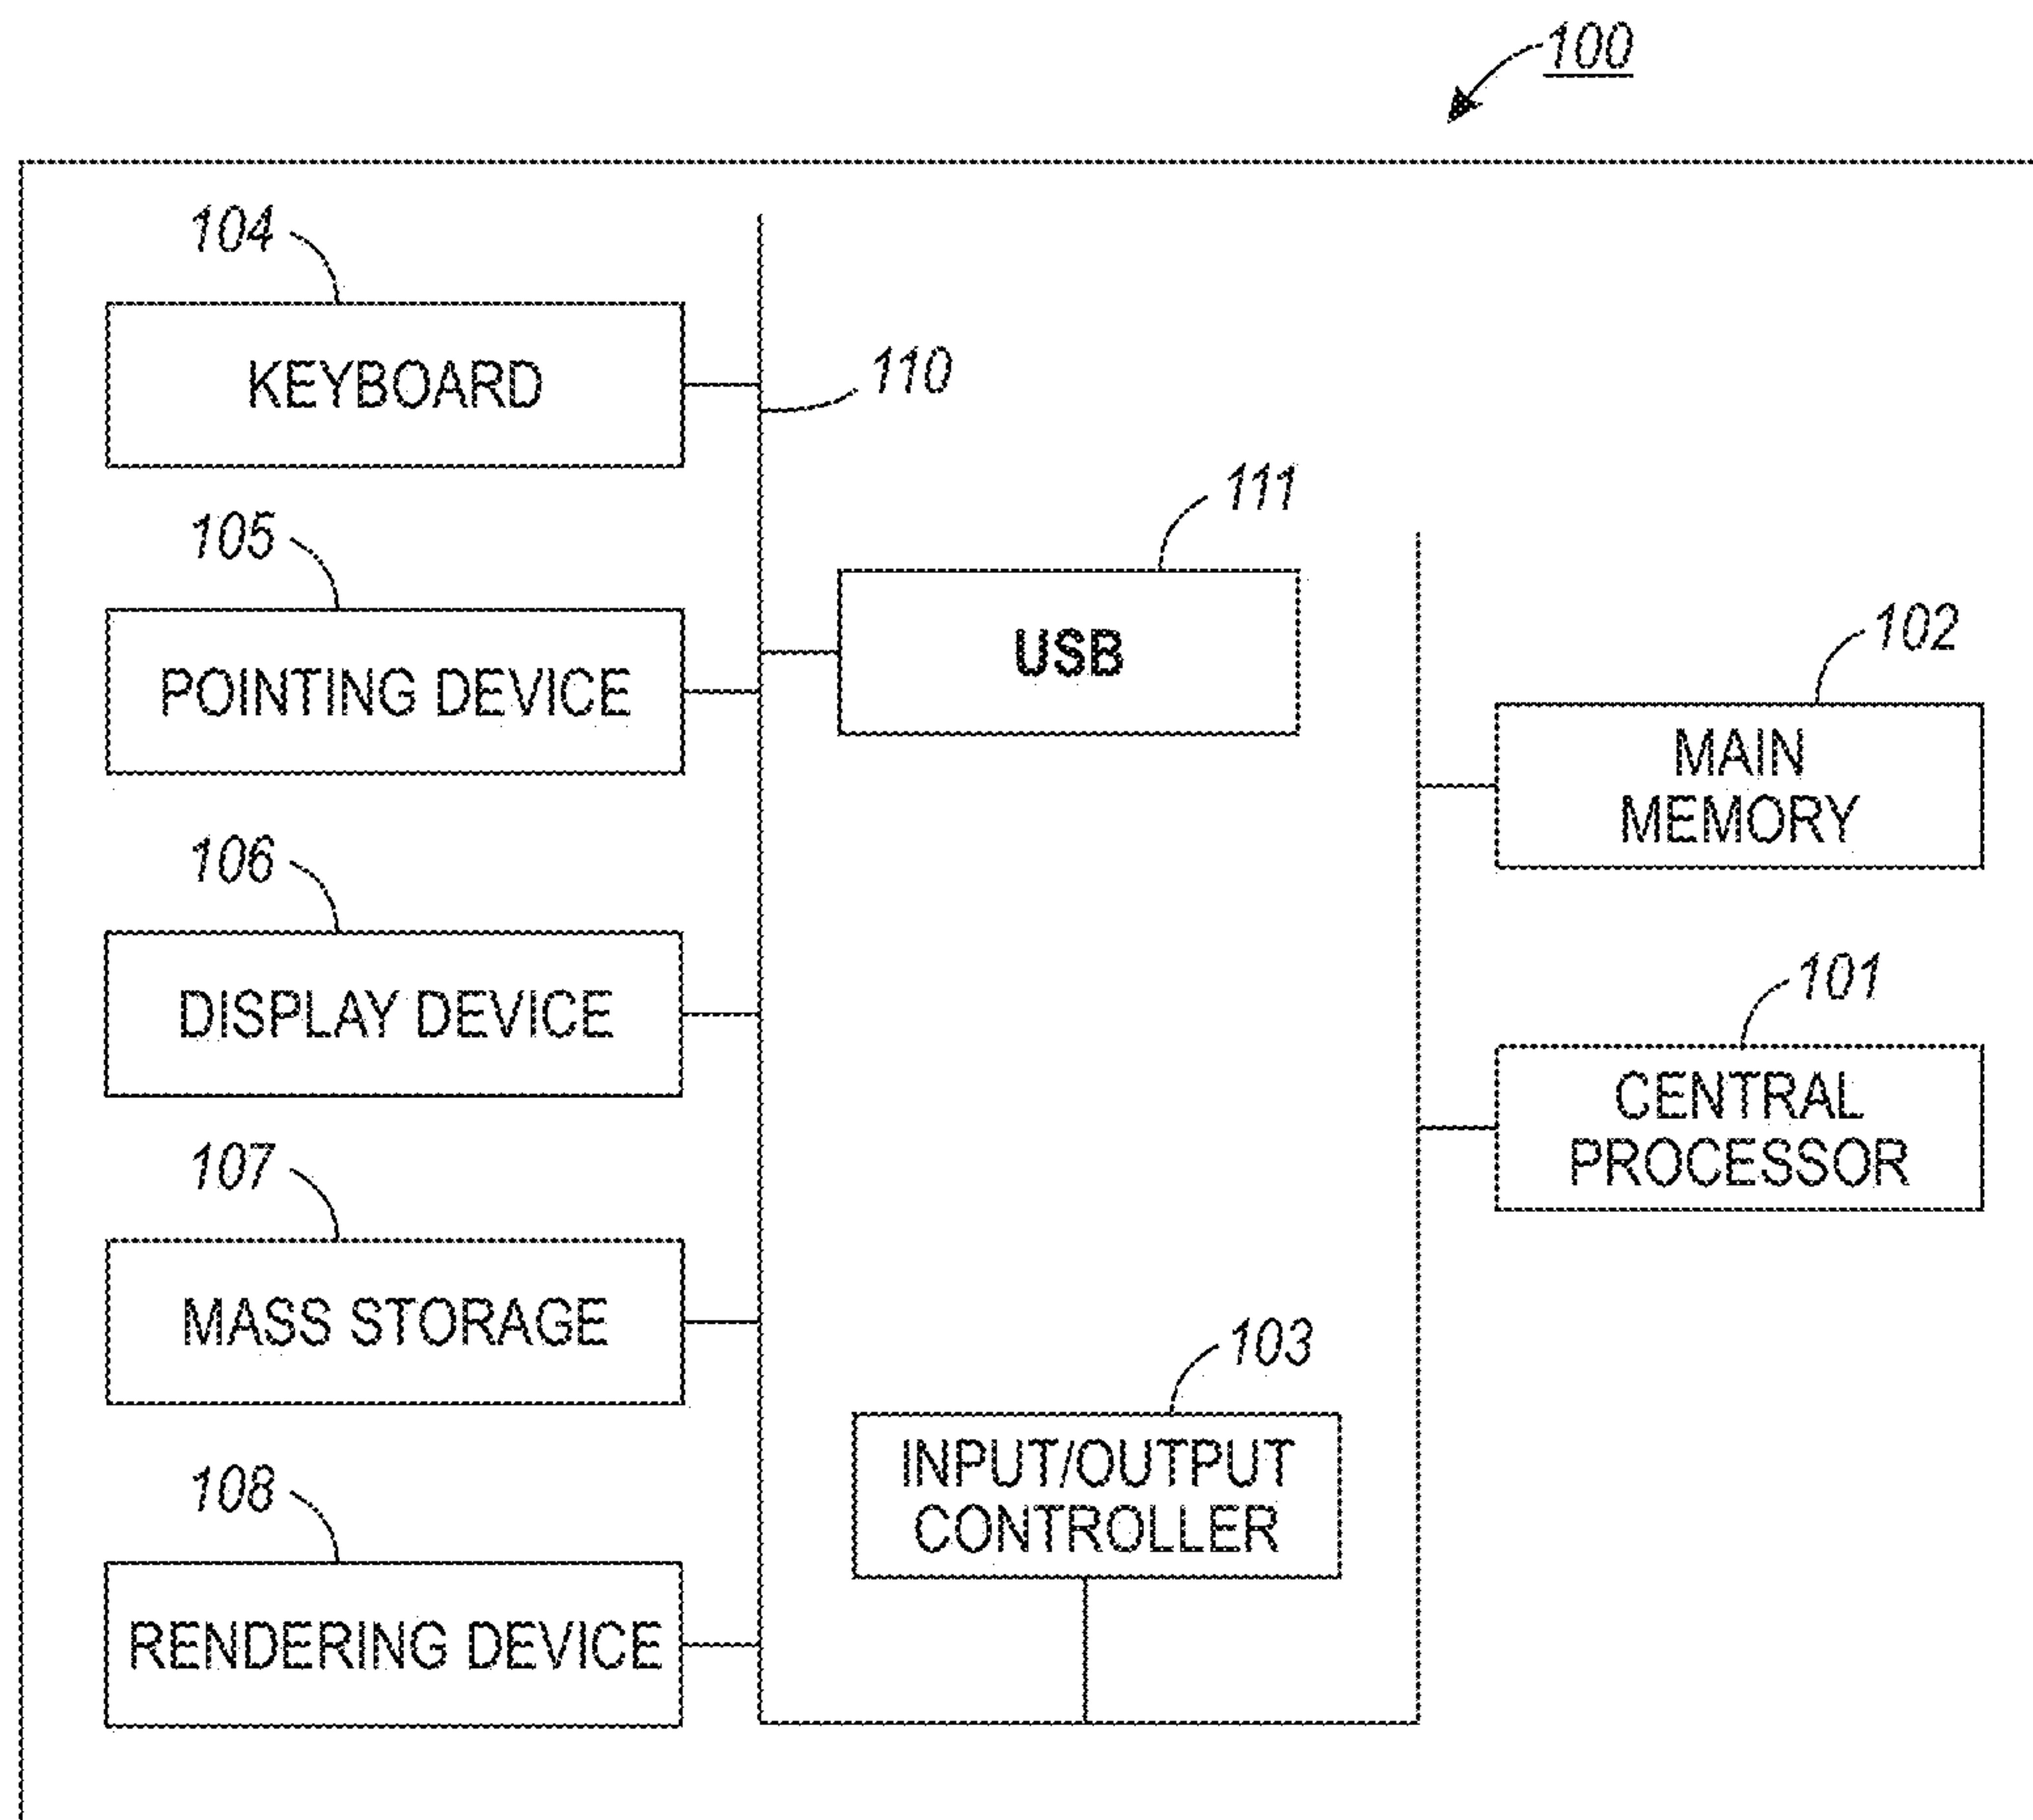 100
104
KEYBOARD
110
111
105
USB
POINTING DEVICE
102
MAIN
MEMORY
106
DISPLAY DEVICE
101
CENTRAL
PROCESSOR
107
MASS STORAGE
103
INPUT/OUTPUT
CONTROLLER
108
RENDERING DEVICE